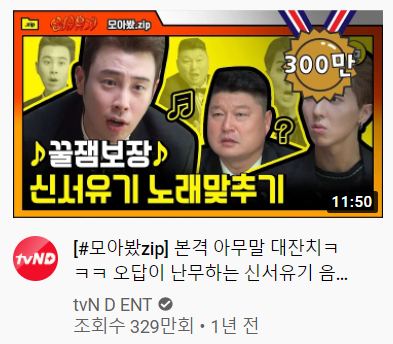 신서유기 모아봤.zip
300만
꿀잼보장
신서유기 노래맞추기
11:50
tvND
[#모아봤zip] 본격 아무말 대잔치ㅋ
ㅋㅋ 오답이 난무하는 신서유기 음...
tvN D ENT
조회수 329만회 • 1년 전